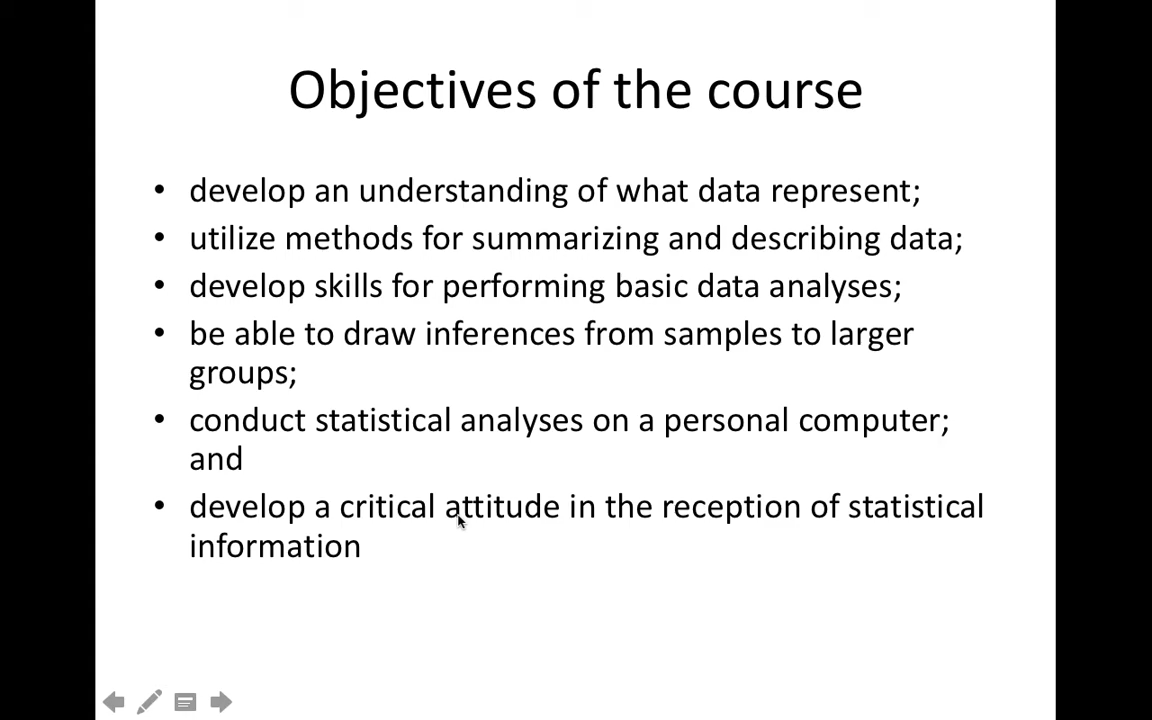 Objectives of the course
• develop an understanding of what data represent;
• utilize methods for summarizing and describing data;
• develop skills for performing basic data analyses;
• be able to draw inferences from samples to larger
groups;
• conduct statistical analyses on a personal computer;
and
• develop a critical attitude in the reception of statistical
information